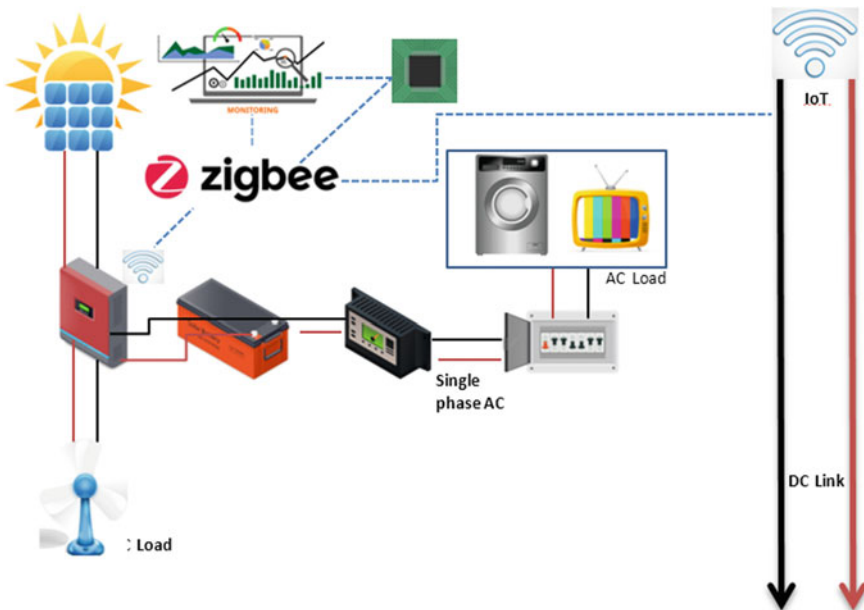 MONITORING
IoT
zigbee
AC Load
Single
phase AC
DC Link
C Load